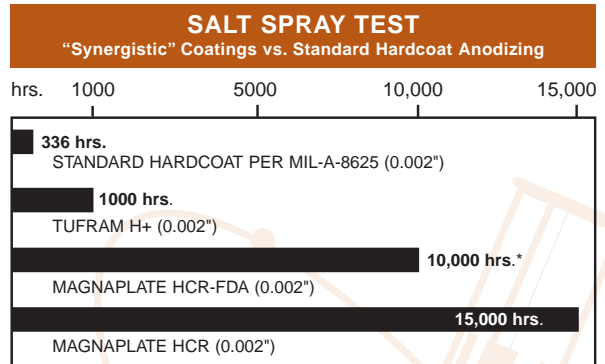 SALT SPRAY TEST
“Synergistic” Coatings vs. Standard Hardcoat Anodizing
hrs. 1000 5000 10,000 15,000
336 hrs.
STANDARD HARDCOAT PER MIL-A-8625 (0.002")
1000 hrs.
TUFRAM H+ (0.002")
10,000 hrs.*
MAGNAPLATE HCR-FDA (0.002")
15,000 hrs.
MAGNAPLATE HCR (0.002")